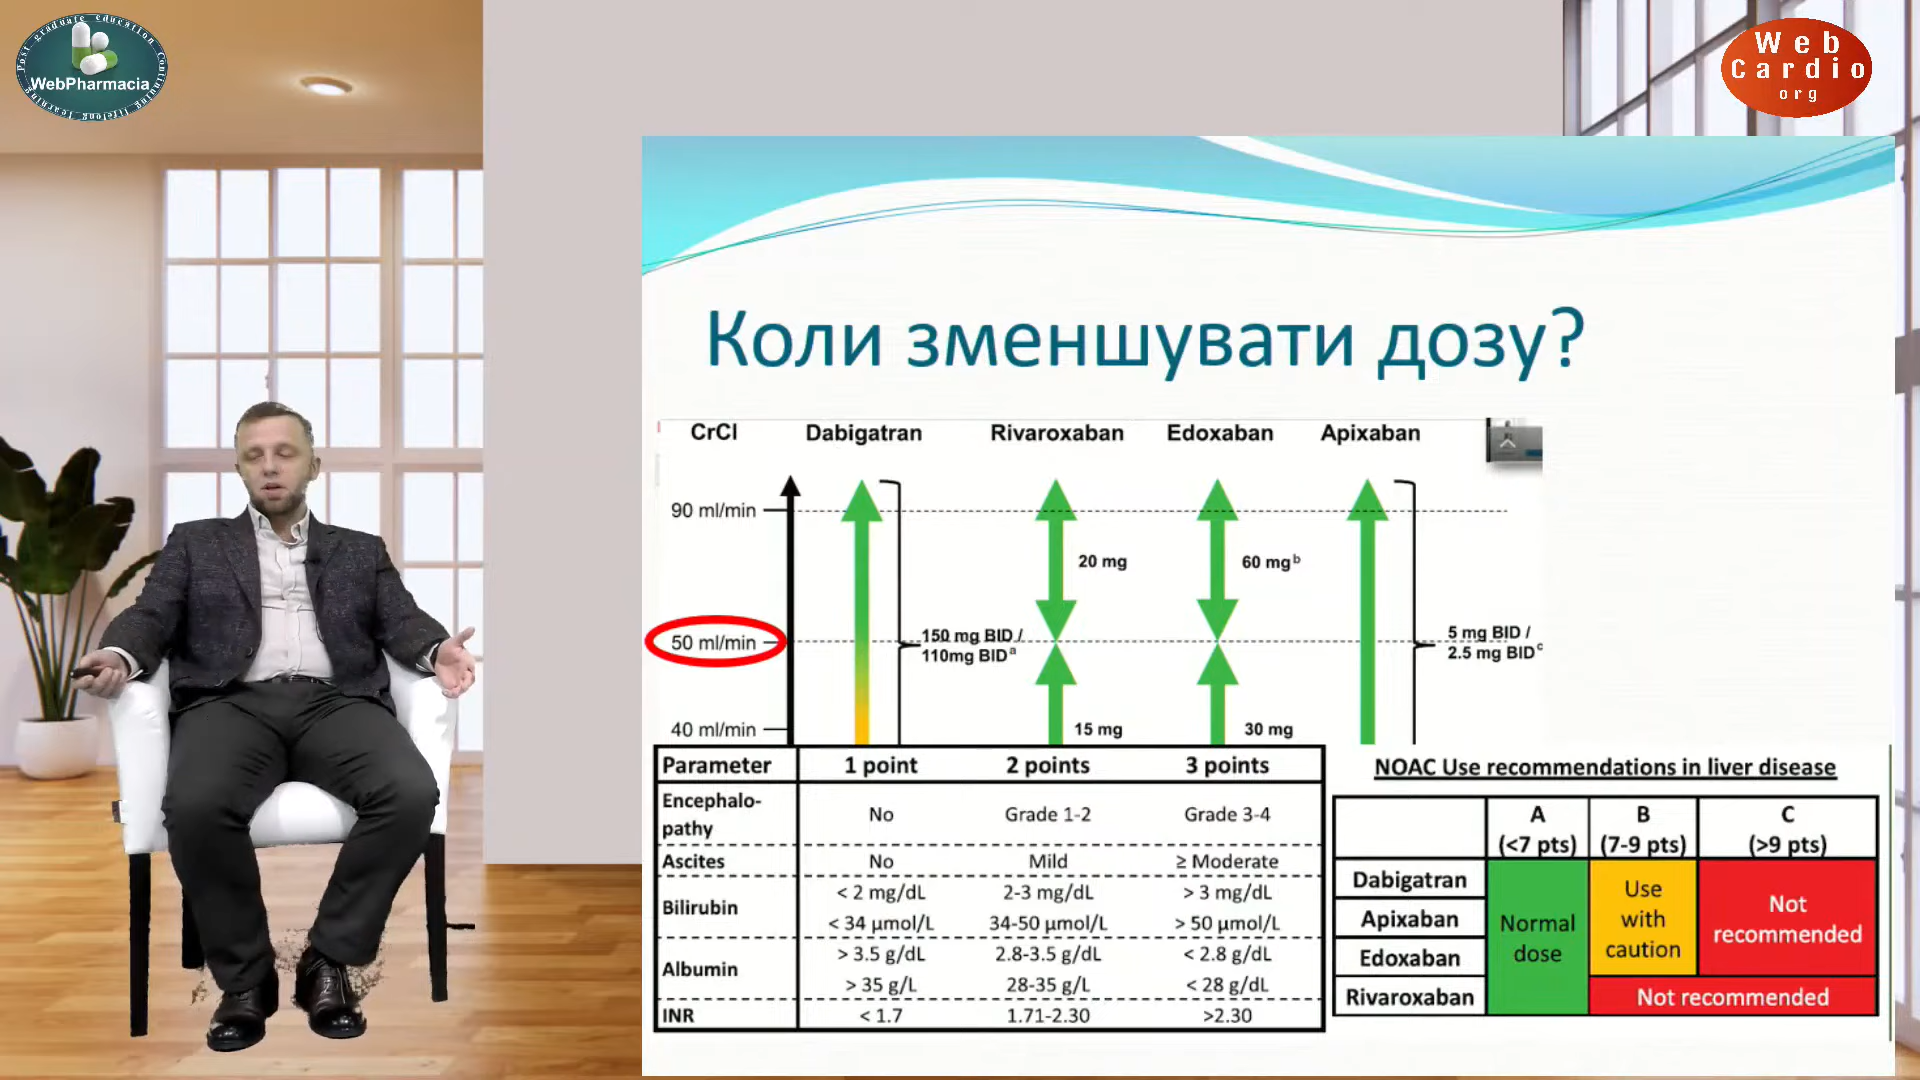 Post graduate education Continuing lifelong learning
WebPharmacia
Web
Cardio
org
Коли зменшувати дозу?
CrCl Dabigatran Rivaroxaban Edoxaban Apixaban
90 ml/min
20 mg 60 mg b
50 ml/min
150 mg BID /
110mg BID a
5 mg BID /
2.5 mg BID c
40 ml/min 15 mg 30 mg
Parameter 1 point 2 points 3 points
Encephalo-
pathy No Grade 1-2 Grade 3-4
Ascites No Mild ≥ Moderate
Bilirubin
< 2 mg/dL 2-3 mg/dL > 3 mg/dL
< 34 µmol/L 34-50 µmol/L > 50 µmol/L
Albumin
> 3.5 g/dL 2.8-3.5 g/dL < 2.8 g/dL
> 35 g/L 28-35 g/L < 28 g/dL
INR < 1.7 1.71-2.30 >2.30
NOAC Use recommendations in liver disease
A B C
(<7 pts) (7-9 pts) (>9 pts)
Dabigatran
Apixaban
Edoxaban
Rivaroxaban
Normal
dose
Use
with
caution
Not
recommended
Not recommended